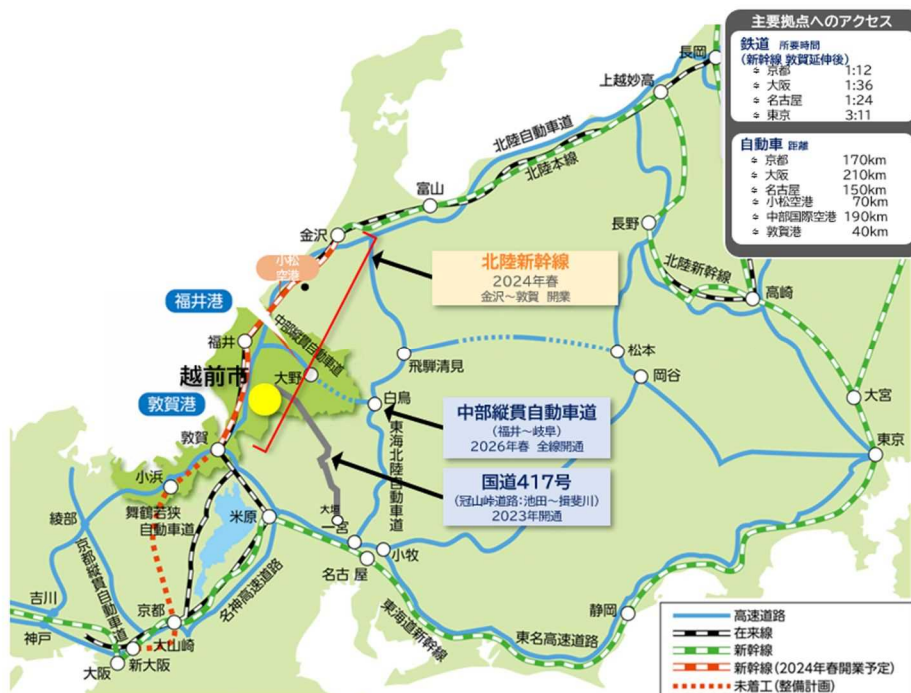 主要拠点へのアクセス
鉄道 所要時間
(新幹線 敦賀延伸後)
京都 1:12
大阪 1:36
名古屋 1:24
東京 3:11
自動車 距離
京都 170km
大阪 210km
名古屋 150km
小松空港 70km
中部国際空港 190km
敦賀港 40km
長岡
上越妙高
北陸自動車道
北陸本線
富山
金沢
長野
小松
空港
北陸新幹線
2024年春
金沢~敦賀 開業
北陸新幹線
高崎
福井港
福井
中部縦貫自動車道
大野
越前市
敦賀港
飛騨清見
松本
岡谷
白鳥
大宮
中部縦貫自動車道
(福井~岐阜)
2026年春 全線開通
東海北陸自動車道
東京
敦賀
小浜
国道417号
(冠山峠道路:池田~揖斐川)
2023年開通
舞鶴若狭
自動車道
綾部
米原
大垣
一宮
小牧
名古屋
京都縦貫自動車道
吉川
神戸
京都
大山崎
名神高速道路
新大阪
大阪
東海道新幹線
静岡
東名高速道路
高速道路
在来線
新幹線
新幹線(2024年春開業予定)
未着工(整備計画)